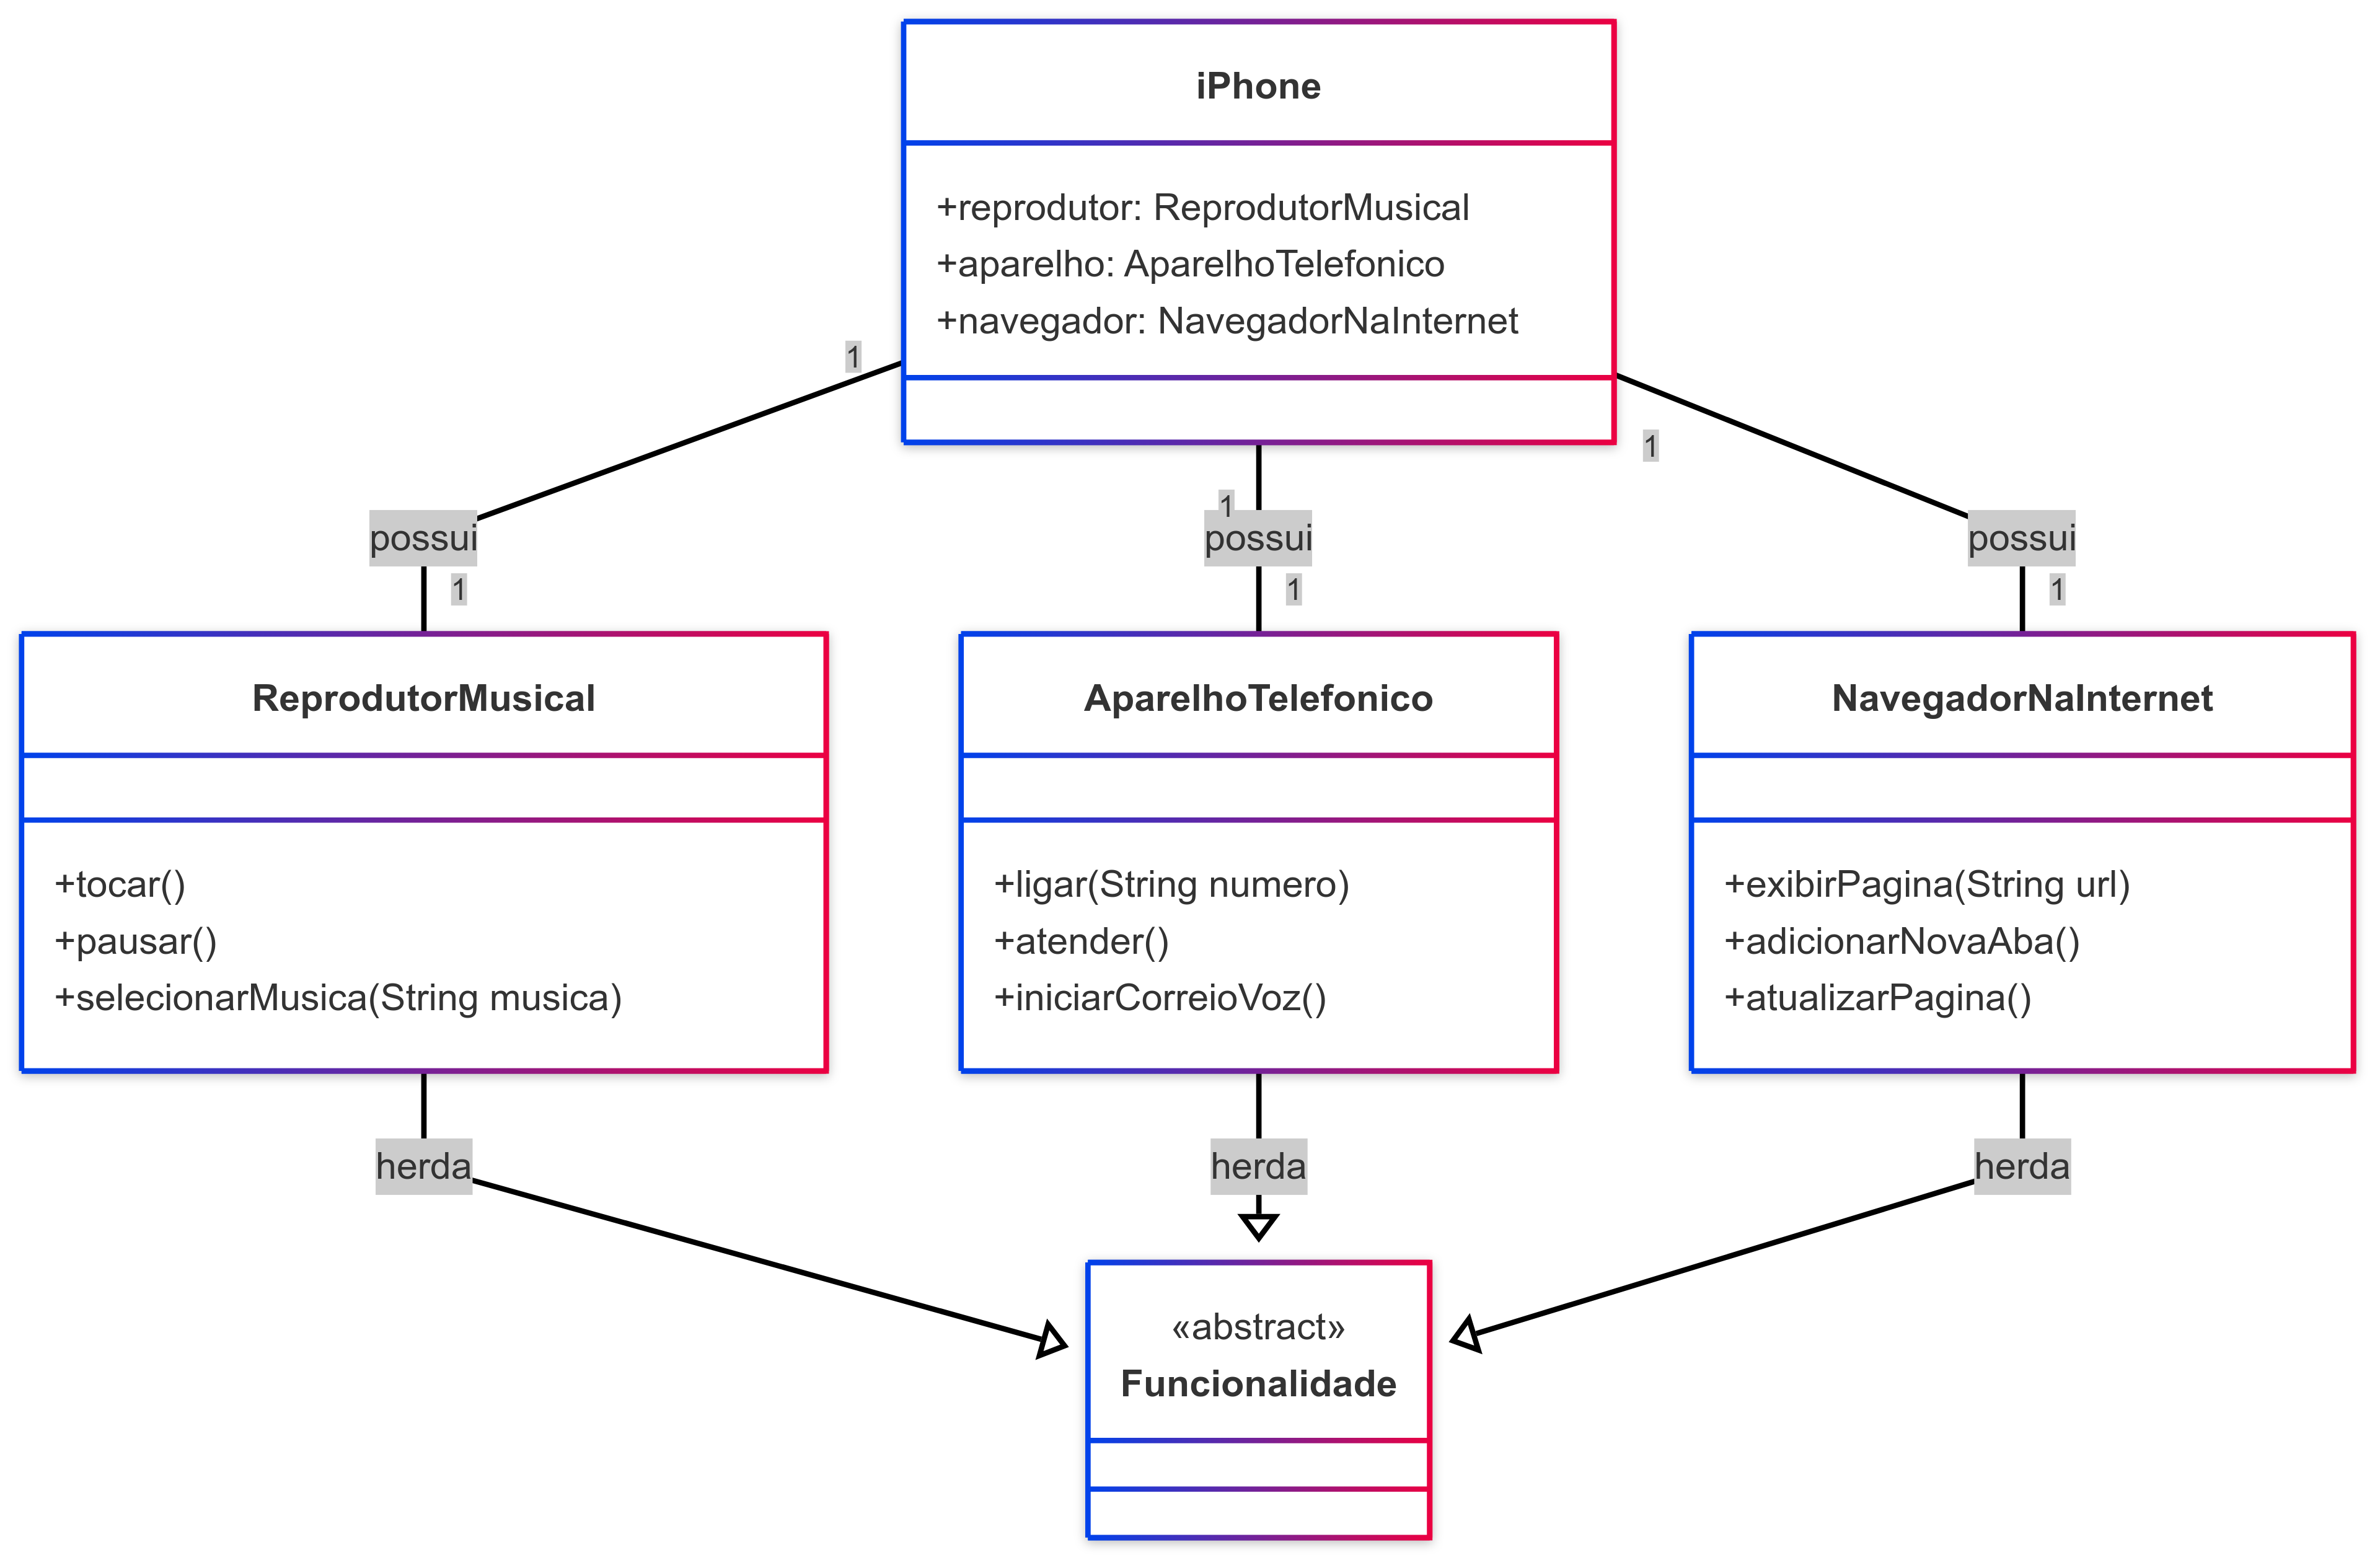 iPhone
+reprodutor: ReprodutorMusical
+aparelho: AparelhoTelefonico
+navegador: NavegadorNaInternet
1
1
1
possui
possui
possui
1
1
1
ReprodutorMusical
+tocar()
+pausar()
+selecionarMusica(String musica)
AparelhoTelefonico
+ligar(String numero)
+atender()
+iniciarCorreioVoz()
NavegadorNaInternet
+exibirPagina(String url)
+adicionarNovaAba()
+atualizarPagina()
herda
herda
herda
«abstract»
Funcionalidade